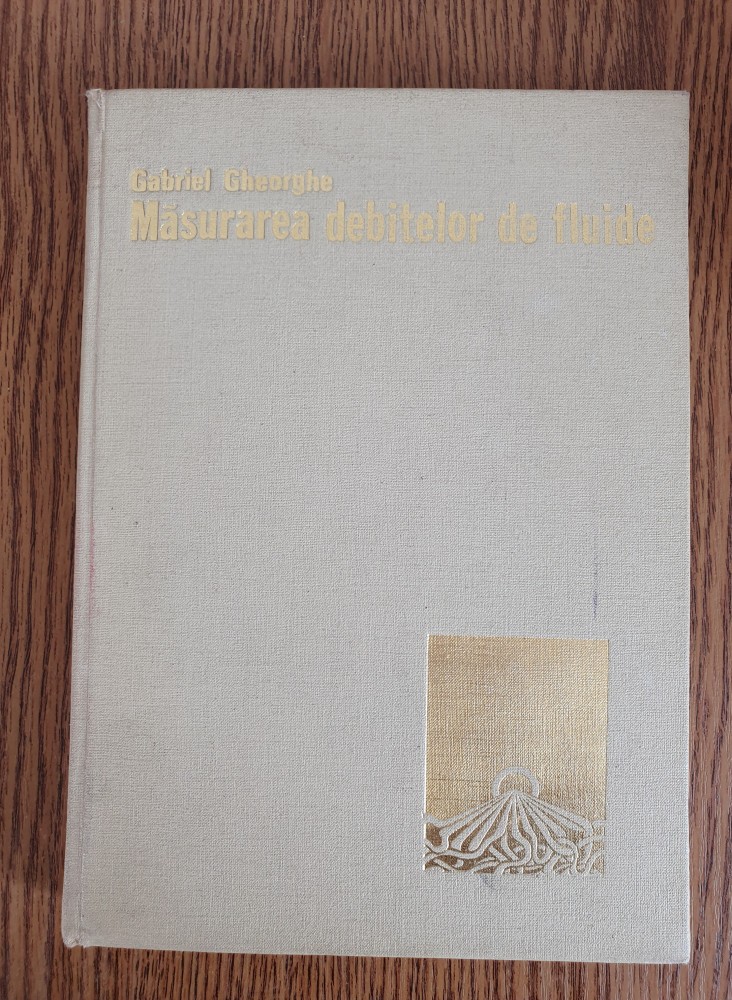 Gabriel Gheorghe
Măsurarea debitelor de fluide